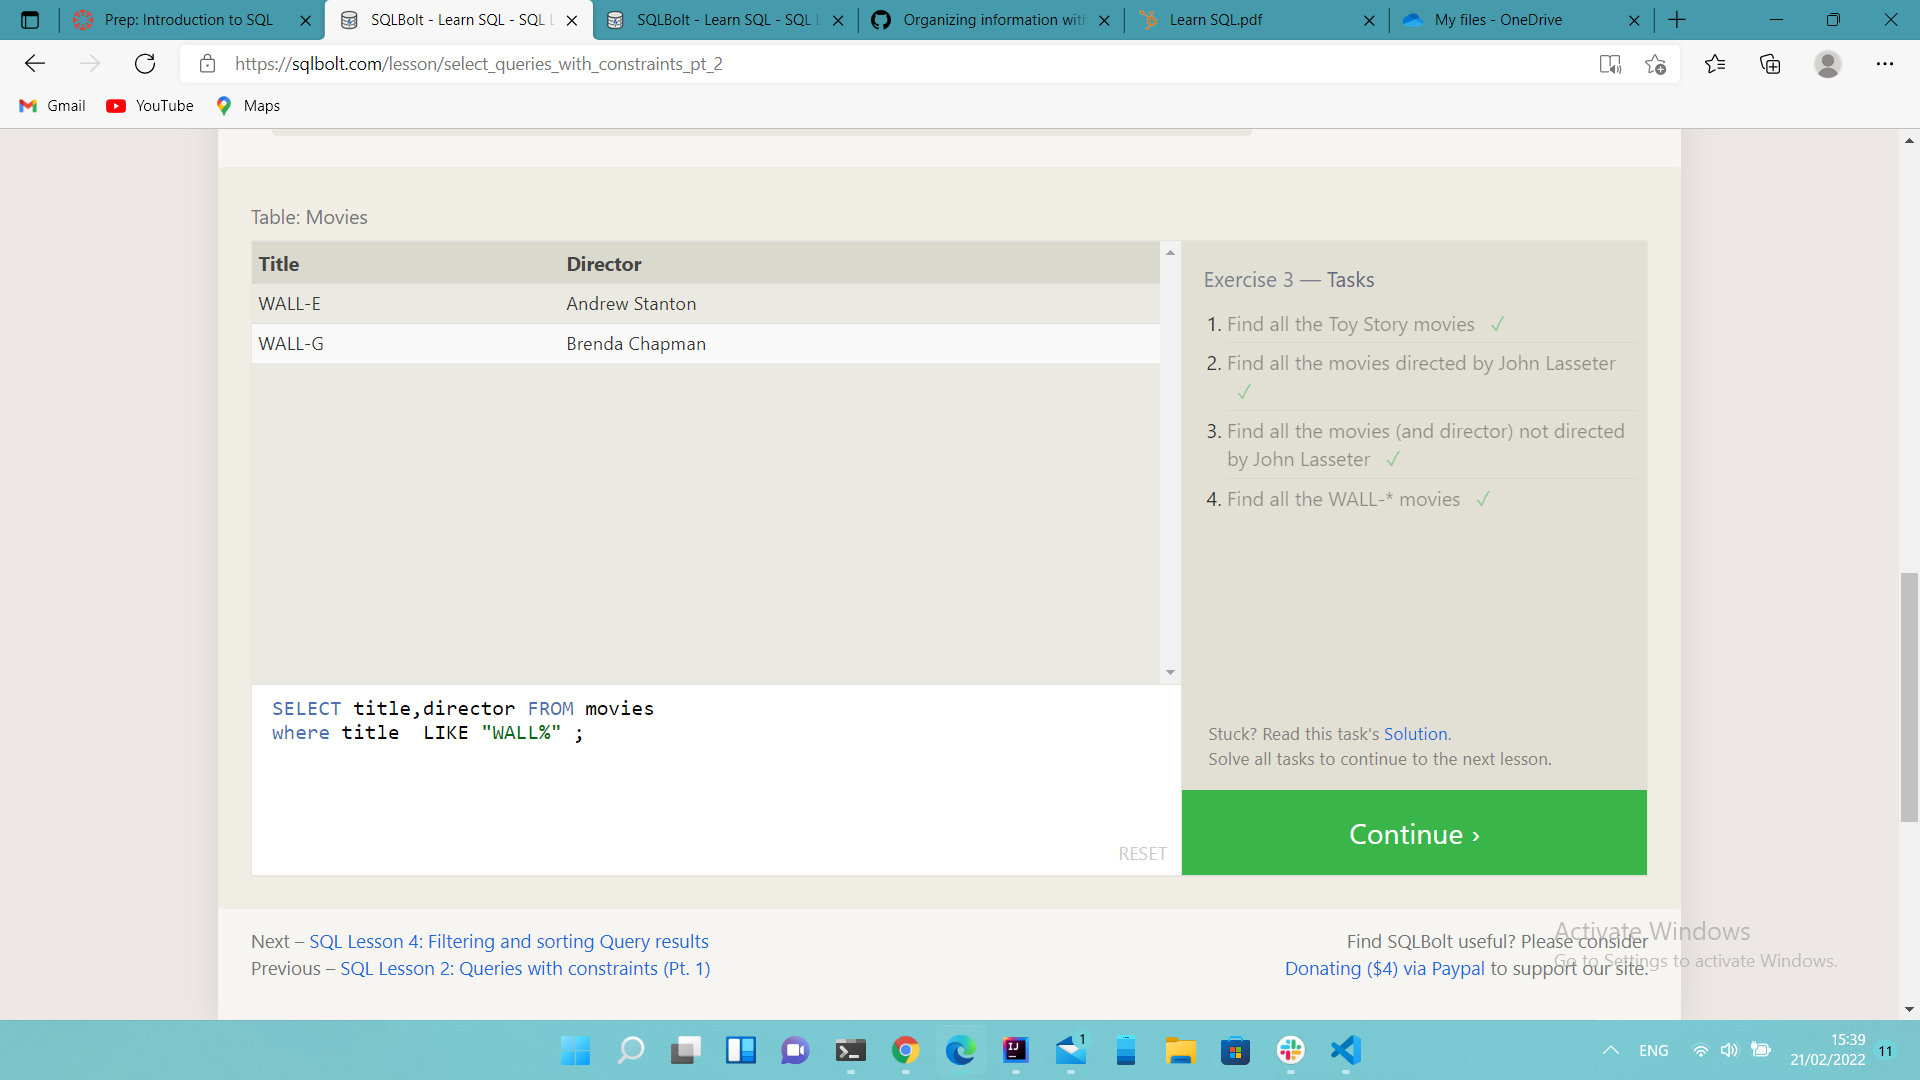 Prep: Introduction to SQL
SQLBolt - Learn SQL - SQL
SQLBolt - Learn SQL - SQL
Organizing information with
Learn SQL.pdf
My files - OneDrive
https://sqlbolt.com/lesson/select_queries_with_constraints_pt_2
Gmail
YouTube
Maps
Table: Movies
Title Director
WALL-E Andrew Stanton
WALL-G Brenda Chapman
SELECT title,director FROM movies
where title  LIKE "WALL%" ;
RESET
Exercise 3 — Tasks
1. Find all the Toy Story movies ✓
2. Find all the movies directed by John Lasseter
✓
3. Find all the movies (and director) not directed
by John Lasseter ✓
4. Find all the WALL-* movies ✓
Stuck? Read this task's Solution.
Solve all tasks to continue to the next lesson.
Continue ›
Next – SQL Lesson 4: Filtering and sorting Query results
Previous – SQL Lesson 2: Queries with constraints (Pt. 1)
Find SQLBolt useful? Please consider
Donating ($4) via Paypal to support our site.
Activate Windows
Go to Settings to activate Windows.
IJ
1
ENG
15:39
21/02/2022
11